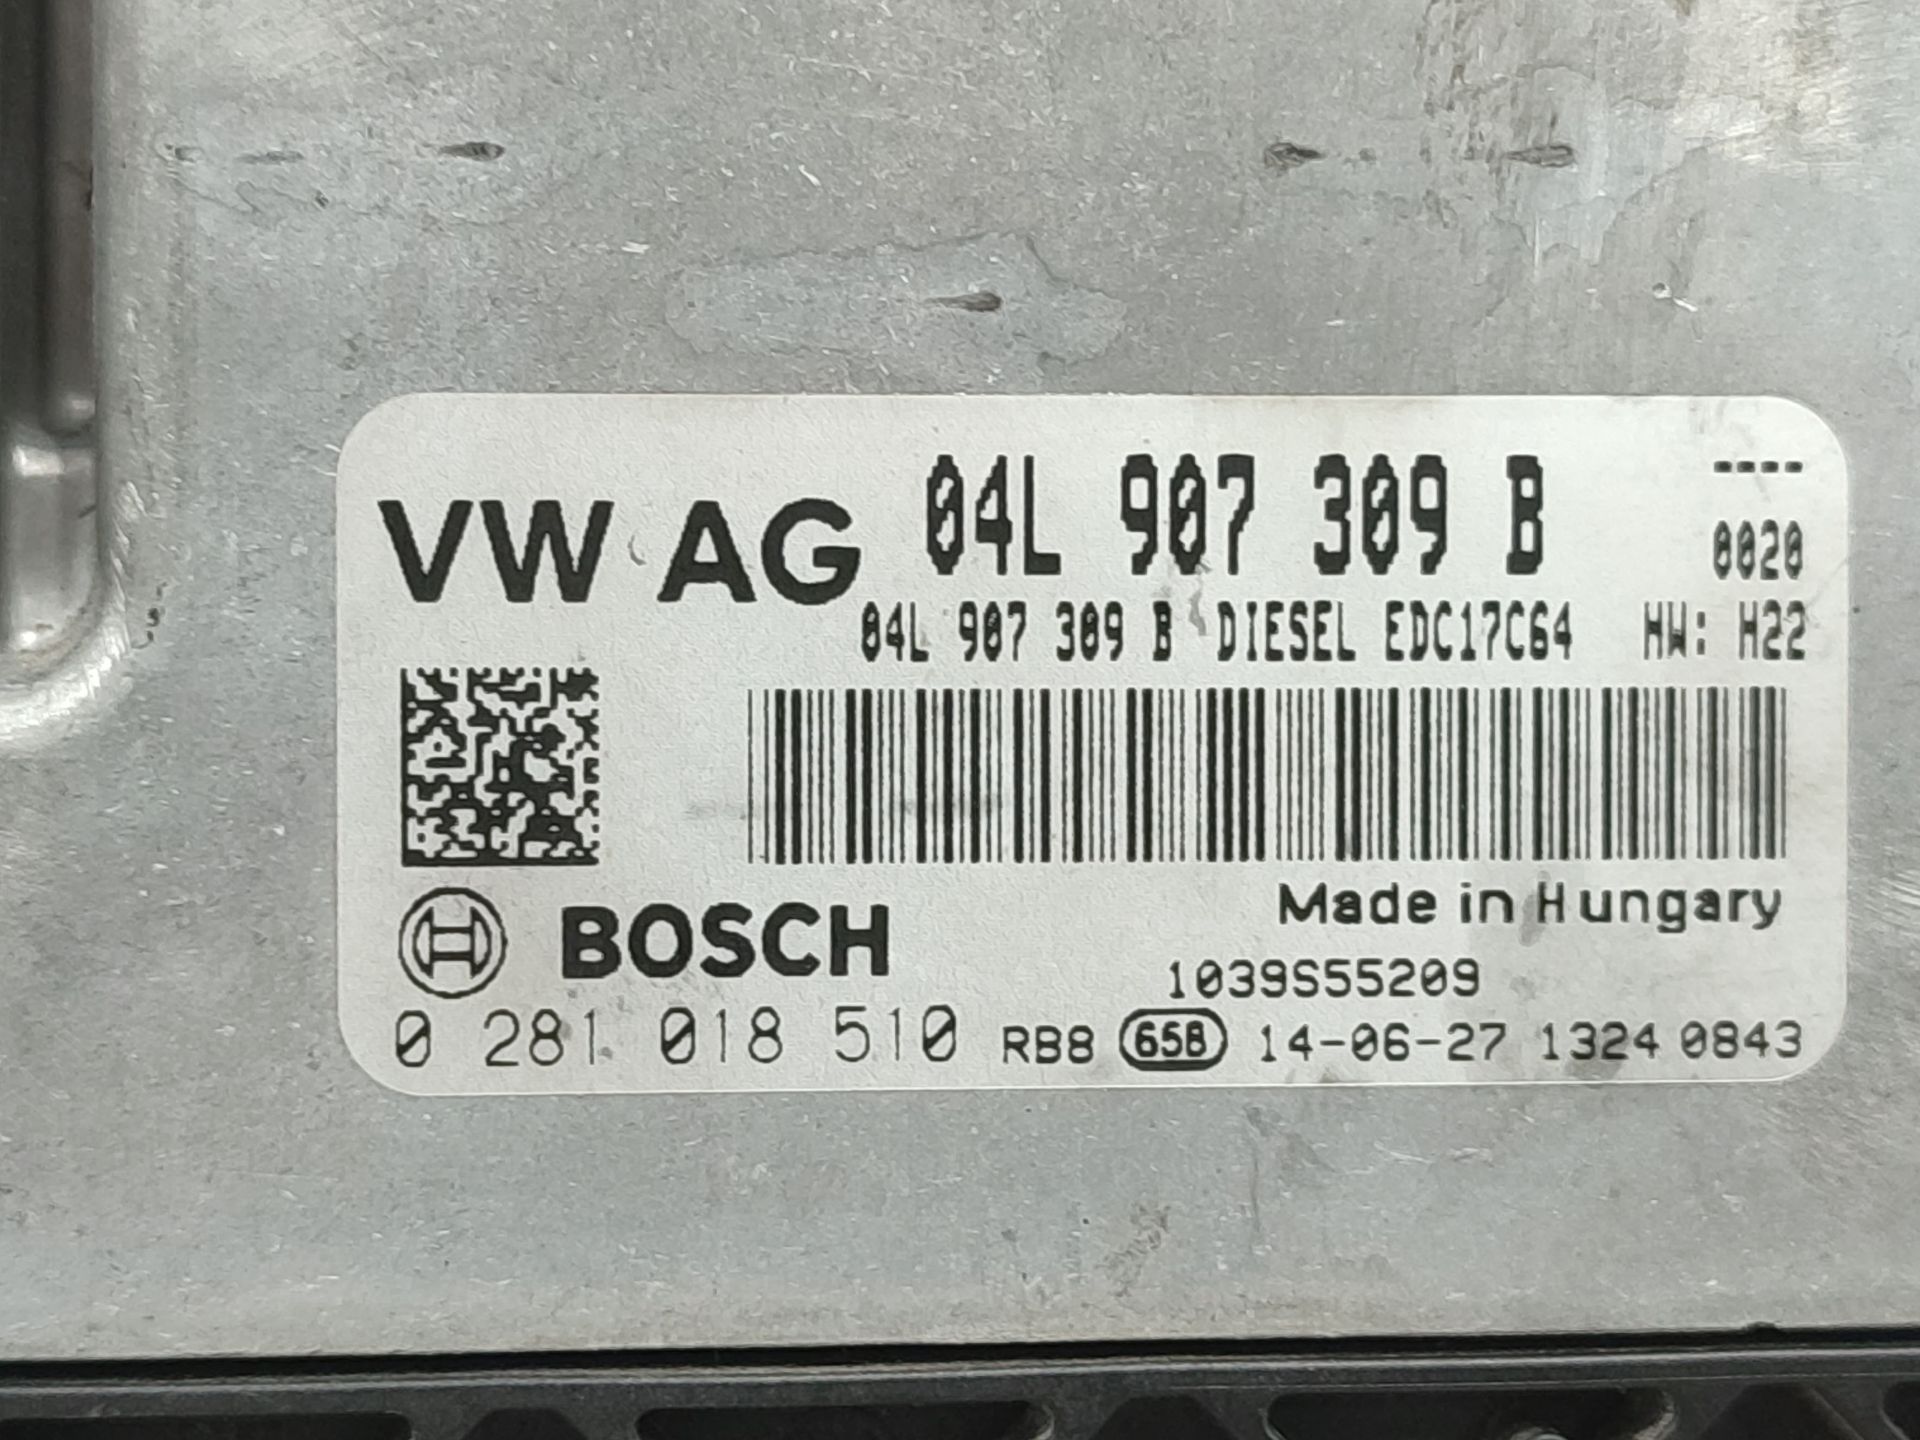 VW AG 04L 907 309 B ----
0020
04L 907 309 B DIESEL EDC17C64 HW: H22
Made in Hungary
BOSCH
1039S55209
0 281 018 510 RB8 65B 14-06-27 1324 0843